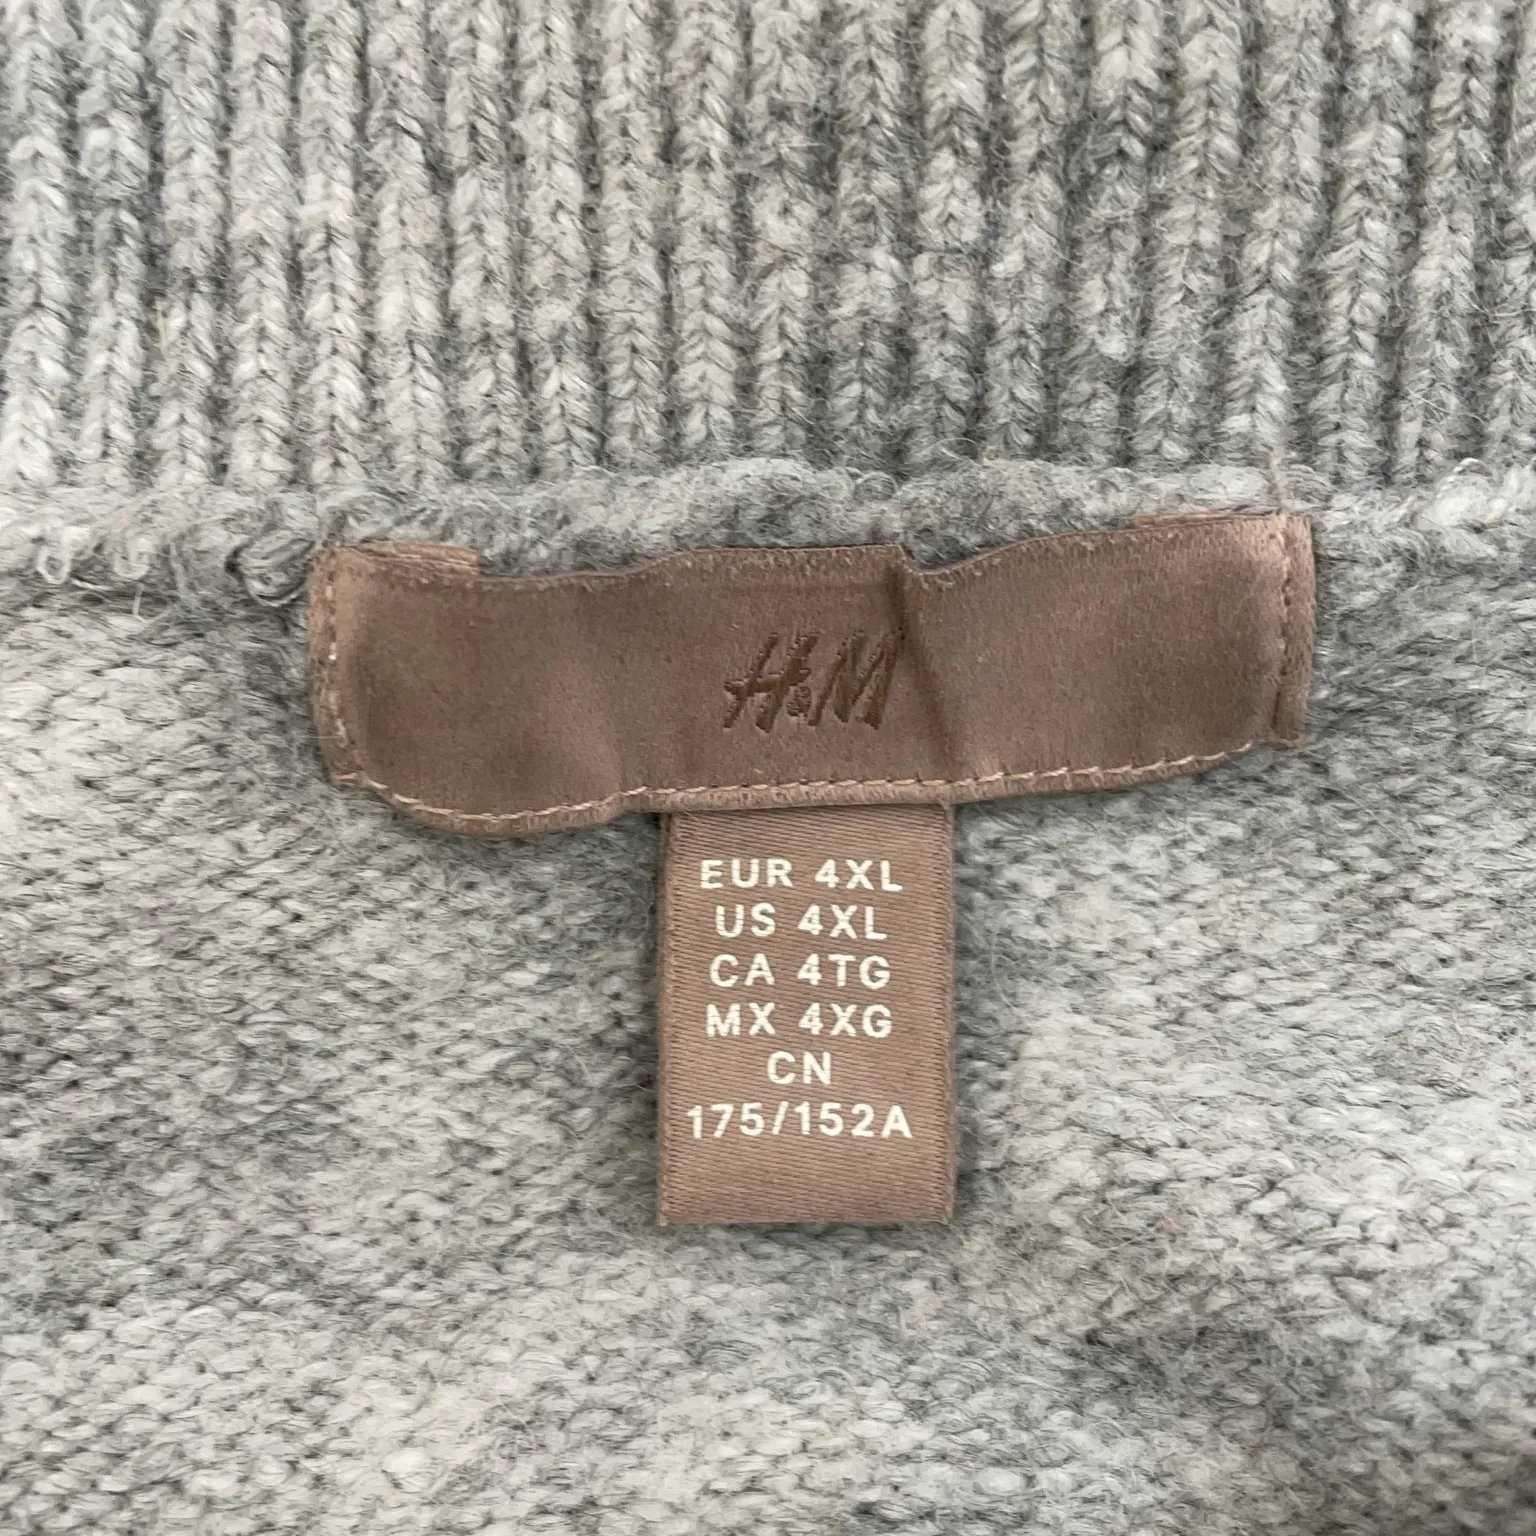 H&M
EUR 4XL
US 4XL
CA 4TG
MX 4XG
CN
175/152A